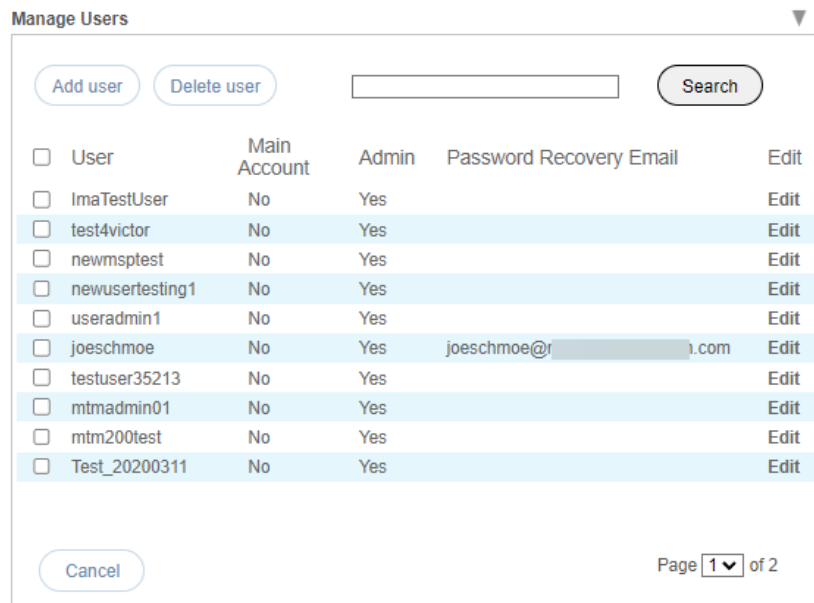 Manage Users
Add user Delete user Search
User Main Account Admin Password Recovery Email Edit
ImaTestUser No Yes Edit
test4victor No Yes Edit
newmsptest No Yes Edit
newusertesting1 No Yes Edit
useradmin1 No Yes Edit
joeschmoe No Yes Edit
testuser35213 No Yes Edit
mtmadmin01 No Yes Edit
mtm200test No Yes Edit
Test_20200311 No Yes Edit
Cancel Page 1 of 2